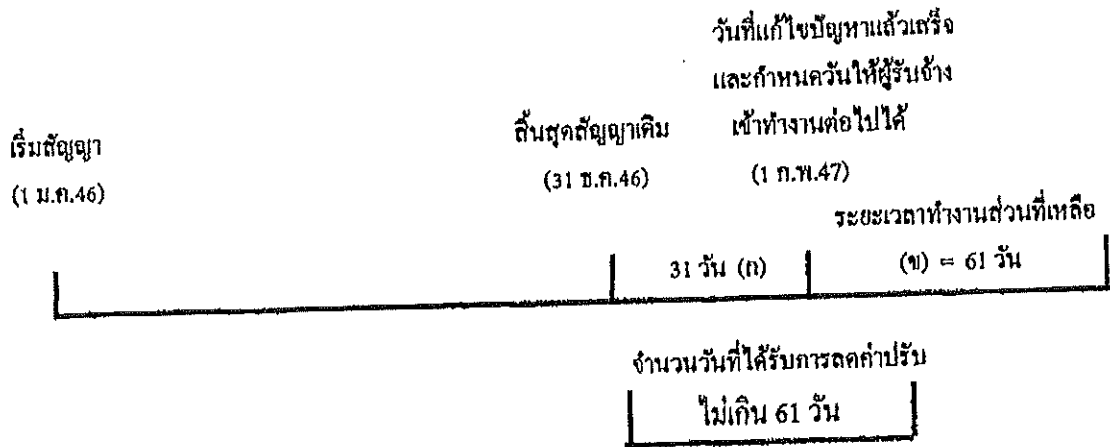 วันที่แก้ไขปัญหาแล้วเสร็จ
และกำหนดวันให้ผู้รับจ้าง
เริ่มสัญญา
สิ้นสุดสัญญาเดิม
เข้าทำงานต่อไปได้
(1 ม.ค.46)
(31 ธ.ค.46)
(1 ก.พ.47)
ระยะเวลาทำงานส่วนที่เหลือ
31 วัน (ก)
(ข) = 61 วัน
จำนวนวันที่ได้รับการลดค่าปรับ
ไม่เกิน 61 วัน